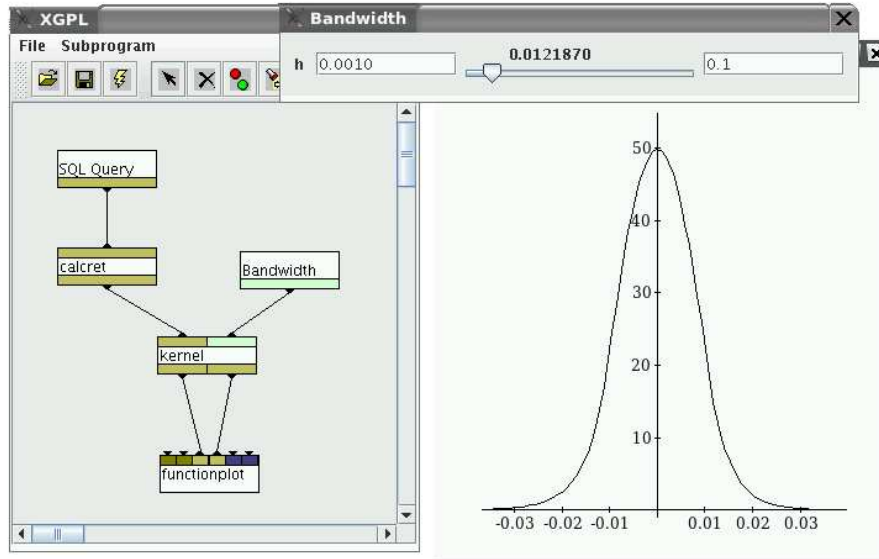 XGPL
File Subprogram
Bandwidth
h 0.0010 0.0121870 0.1
SQL Query
calcret
Bandwidth
kernel
functionplot
50
40
30
20
10
-0.03 -0.02 -0.01 0.01 0.02 0.03